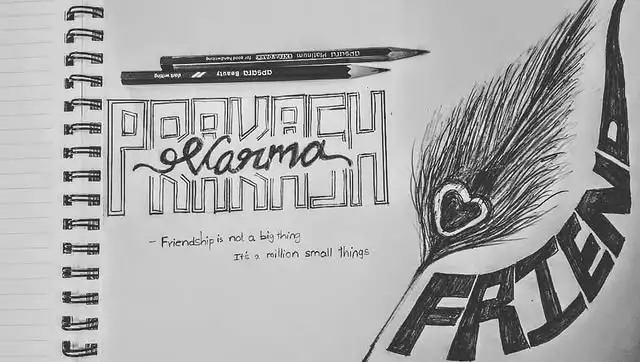 apsara Platinum EXTRA DARK
for good handwriting
dark writing apsara Beauty
PRAKASH
Varma
- Friendship is not a big thing
It's a million small things
FRIEND